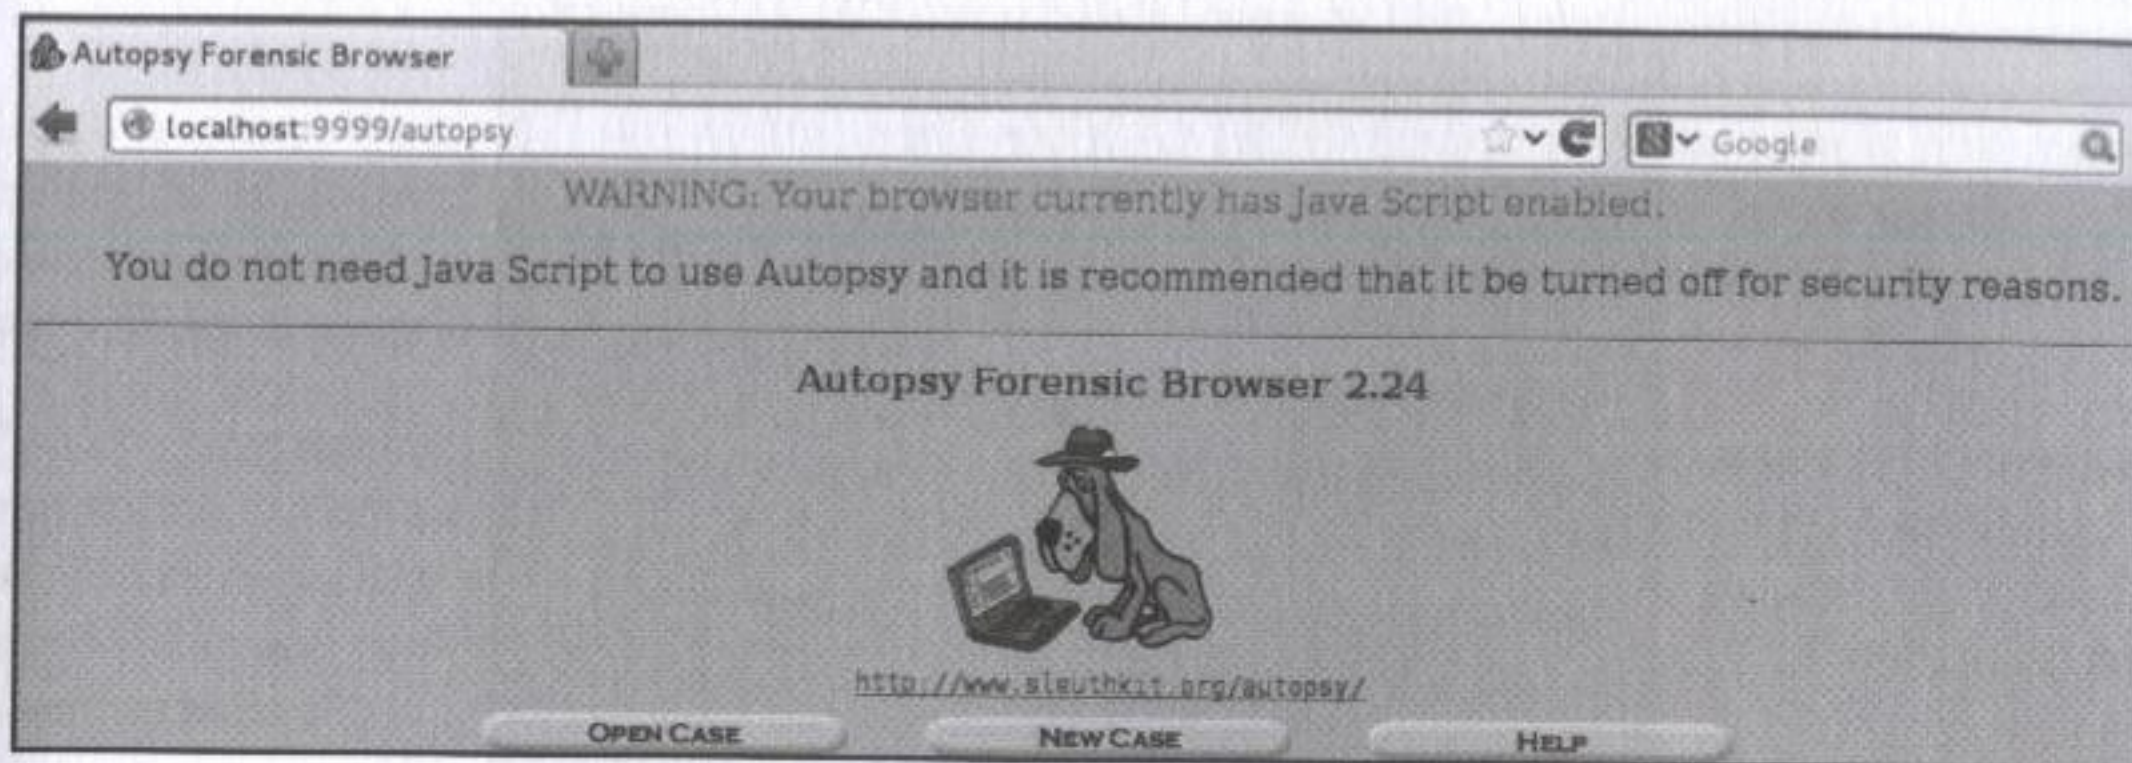 Autopsy Forensic Browser
localhost:9999/autopsy
Google
WARNING: Your browser currently has Java Script enabled.
You do not need Java Script to use Autopsy and it is recommended that it be turned off for security reasons.
Autopsy Forensic Browser 2.24
http://www.sleuthkit.org/autopsy/
OPEN CASE
NEW CASE
HELP